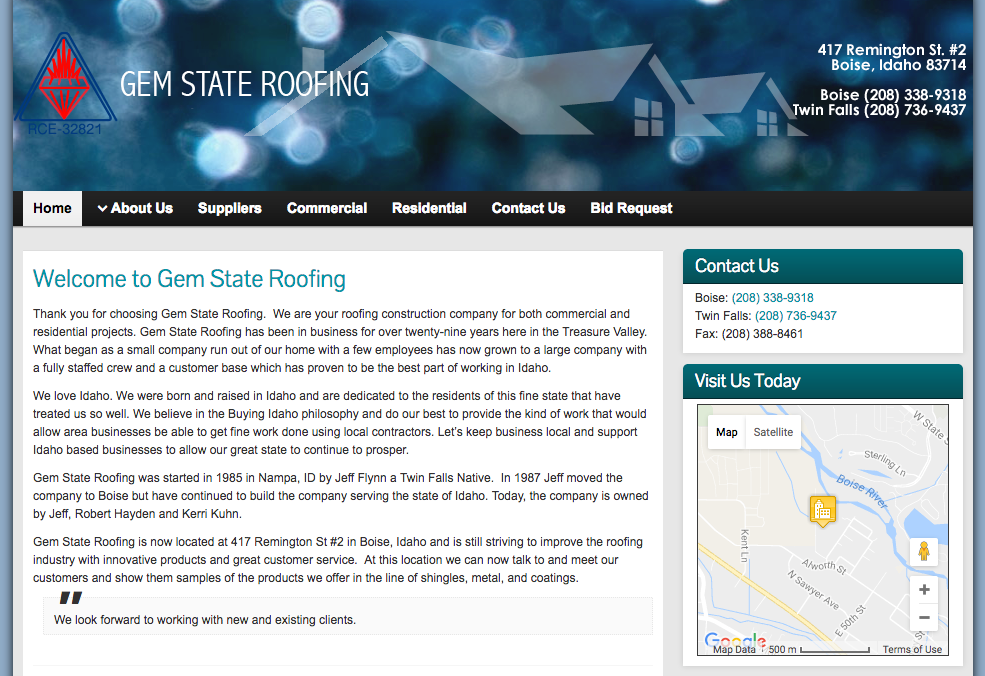 GEM STATE ROOFING
RCE-32821
417 Remington St. #2
Boise, Idaho 83714
Boise (208) 338-9318
Twin Falls (208) 736-9437
Home
About Us
Suppliers
Commercial
Residential
Contact Us
Bid Request
Welcome to Gem State Roofing
Thank you for choosing Gem State Roofing.  We are your roofing construction company for both commercial and
residential projects. Gem State Roofing has been in business for over twenty-nine years here in the Treasure Valley.
What began as a small company run out of our home with a few employees has now grown to a large company with
a fully staffed crew and a customer base which has proven to be the best part of working in Idaho.
We love Idaho. We were born and raised in Idaho and are dedicated to the residents of this fine state that have
treated us so well. We believe in the Buying Idaho philosophy and do our best to provide the kind of work that would
allow area businesses be able to get fine work done using local contractors. Let's keep business local and support
Idaho based businesses to allow our great state to continue to prosper.
Gem State Roofing was started in 1985 in Nampa, ID by Jeff Flynn a Twin Falls Native.  In 1987 Jeff moved the
company to Boise but have continued to build the company serving the state of Idaho. Today, the company is owned
by Jeff, Robert Hayden and Kerri Kuhn.
Gem State Roofing is now located at 417 Remington St #2 in Boise, Idaho and is still striving to improve the roofing
industry with innovative products and great customer service.  At this location we can now talk to and meet our
customers and show them samples of the products we offer in the line of shingles, metal, and coatings.
"
We look forward to working with new and existing clients.
Contact Us
Boise: (208) 338-9318
Twin Falls: (208) 736-9437
Fax: (208) 388-8461
Visit Us Today
Map
Satellite
W State S
Sterling Ln
Boise River
Kent Ln
Alworth St
N Sawyer Ave
E 50th St
+
−
Google
Map Data
500 m
Terms of Use